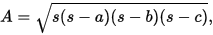 A = √(s(s − a)(s − b)(s − c)),